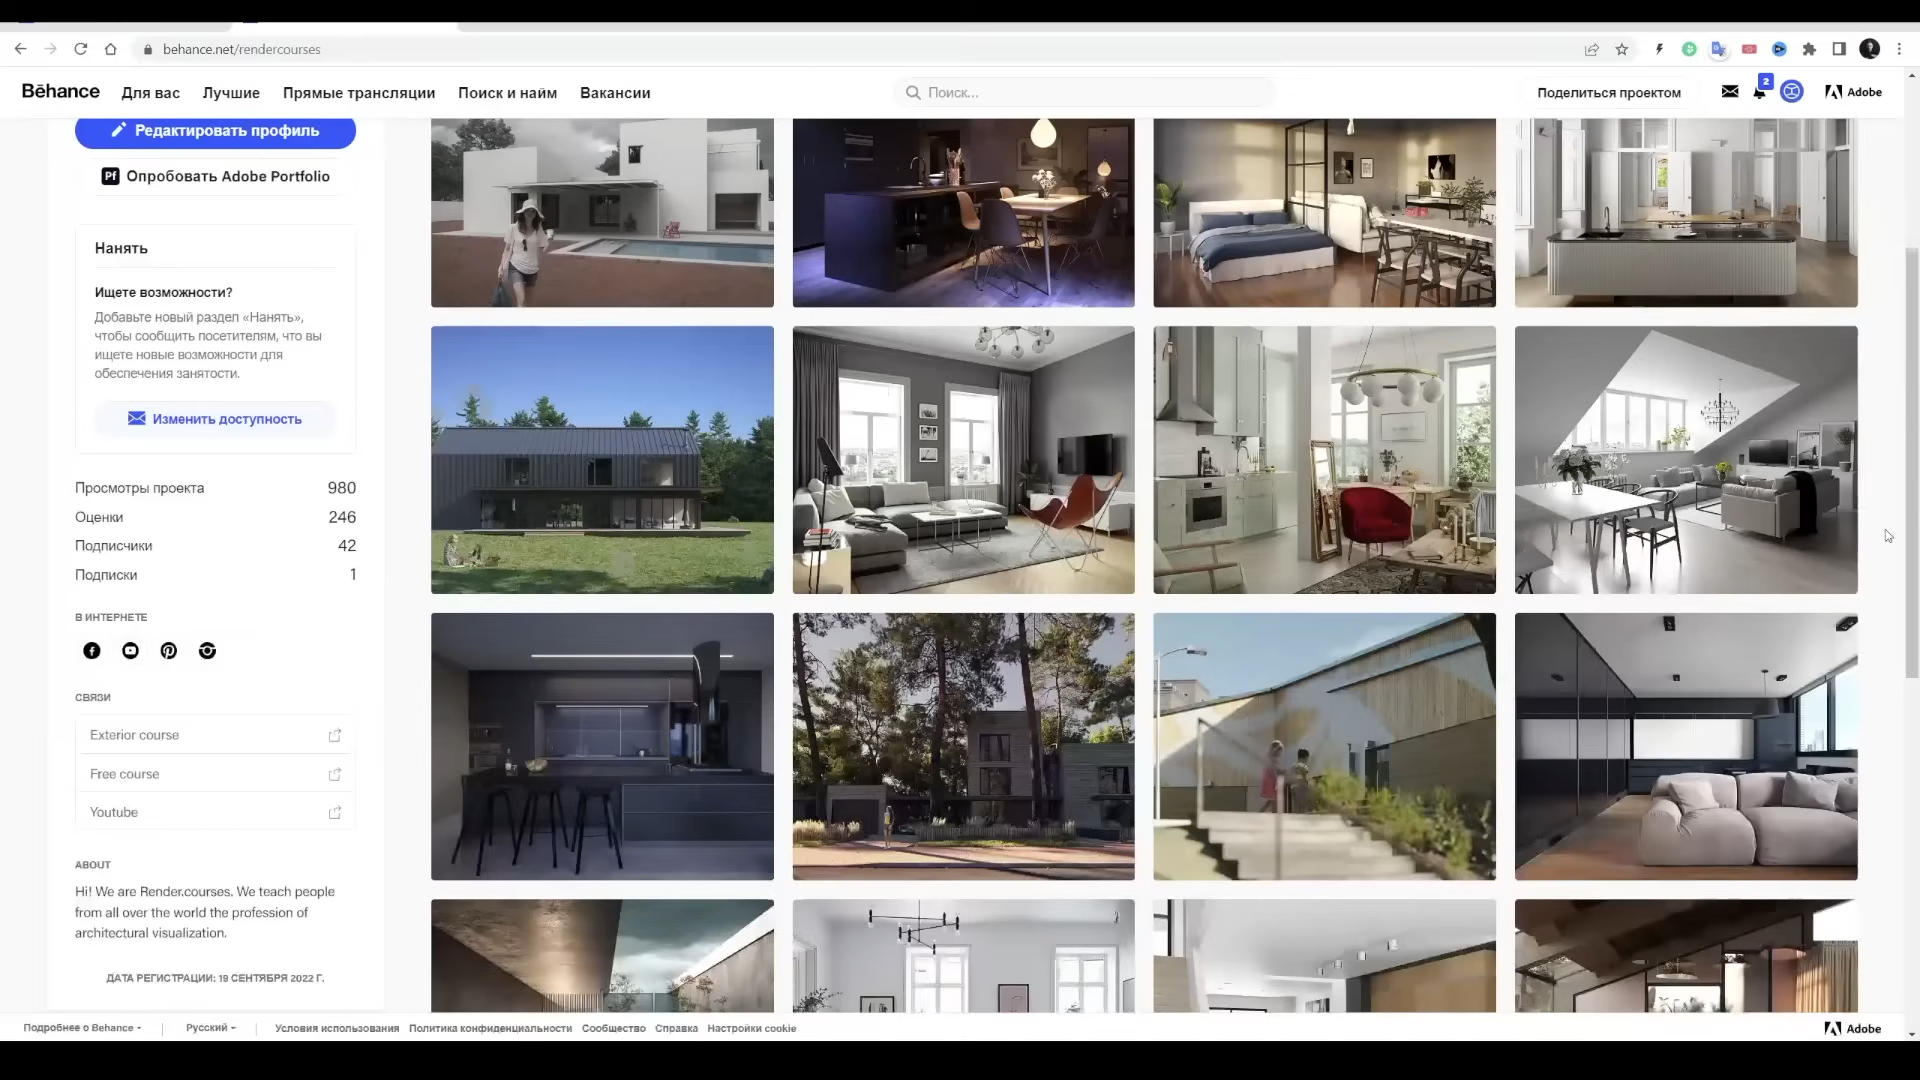 behance.net/rendercourses
Bēhance
Для вас
Лучшие
Прямые трансляции
Поиск и найм
Вакансии
Поиск...
Поделиться проектом
2
Adobe
Редактировать профиль
Pf Опробовать Adobe Portfolio
Нанять
Ищете возможности?
Добавьте новый раздел «Нанять»,
чтобы сообщить посетителям, что вы
ищете новые возможности для
обеспечения занятости.
Изменить доступность
Просмотры проекта 980
Оценки 246
Подписчики 42
Подписки 1
В ИНТЕРНЕТЕ
СВЯЗИ
Exterior course
Free course
Youtube
ABOUT
Hi! We are Render.courses. We teach people
from all over the world the profession of
architectural visualization.
ДАТА РЕГИСТРАЦИИ: 19 СЕНТЯБРЯ 2022 Г.
Подробнее о Behance
Русский
Условия использования
Политика конфиденциальности
Сообщество
Справка
Настройки cookie
Adobe